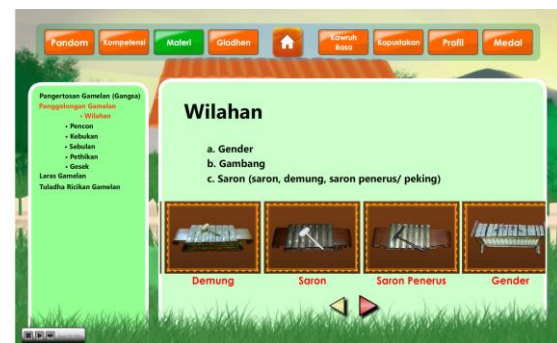 Pandom
Kompetensi
Materi
Gladhen
Kawruh
Basa
Kapustakan
Profil
Medal
Pangertosan Gamelan (Gangsa)
Panggolongan Gamelan
• Wilahan
• Pencon
• Kebukan
• Sebulan
• Pethikan
• Gesek
Laras Gamelan
Tuladha Ricikan Gamelan
Wilahan
a. Gender
b. Gambang
c. Saron (saron, demung, saron penerus/ peking)
Demung
Saron
Saron Penerus
Gender